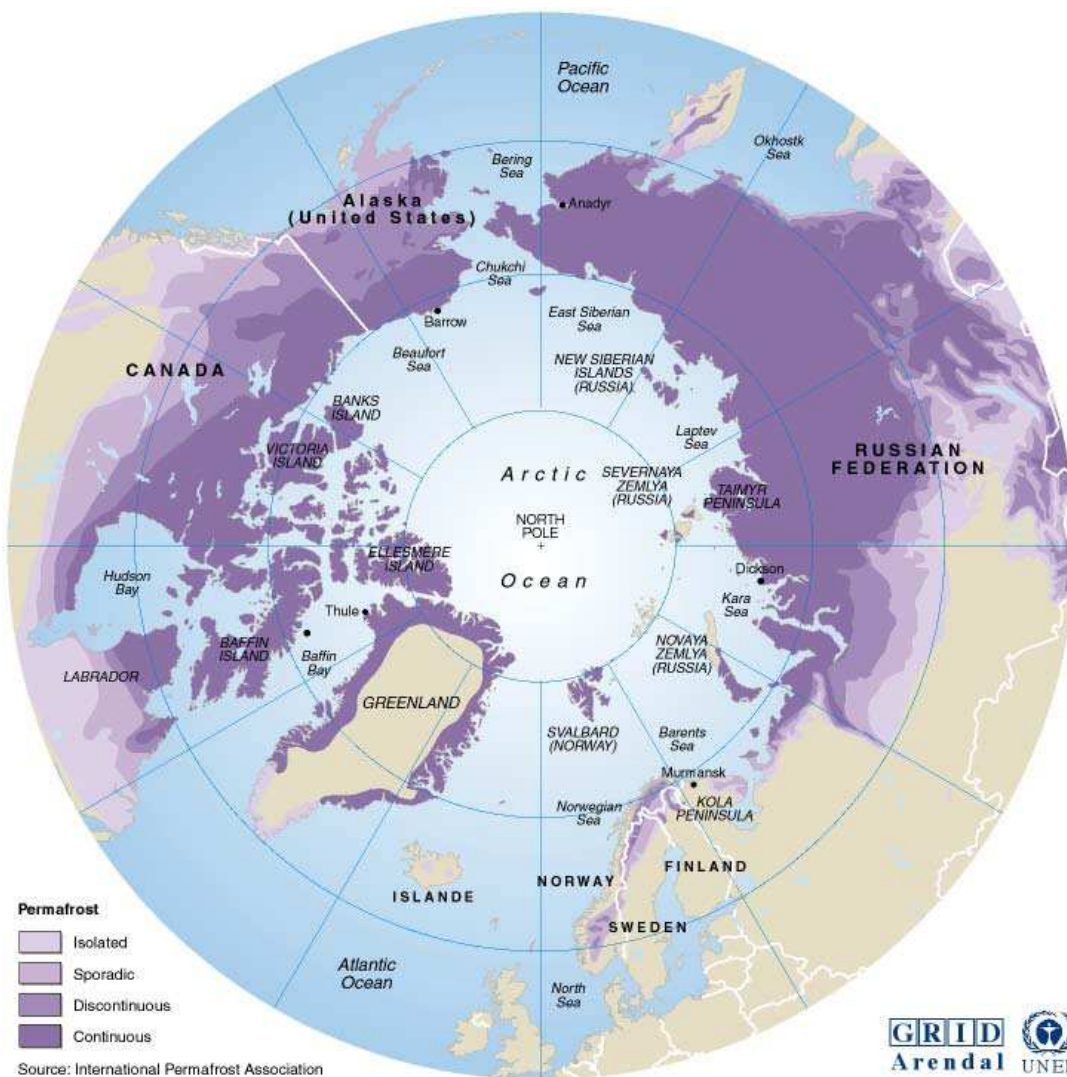 Pacific
Ocean
Okhostk
Sea
Bering
Sea
Alaska
(United States)
Anadyr
Chukchi
Sea
Barrow
East Siberian
Sea
Beaufort
Sea
NEW SIBERIAN
ISLANDS
(RUSSIA)
CANADA
BANKS
ISLAND
Laptev
Sea
VICTORIA
ISLAND
RUSSIAN
FEDERATION
Arctic
SEVERNAYA
ZEMLYA
(RUSSIA)
TAIMYR
PENINSULA
NORTH
POLE
ELLESMERE
ISLAND
Ocean
Dickson
Hudson
Bay
Thule
Kara
Sea
BAFFIN
ISLAND
Baffin
Bay
NOVAYA
ZEMLYA
(RUSSIA)
LABRADOR
GREENLAND
SVALBARD
(NORWAY)
Barents
Sea
Murmansk
KOLA
PENINSULA
Norwegian
Sea
FINLAND
NORWAY
ISLANDE
SWEDEN
Permafrost
Isolated
Sporadic
Discontinuous
Continuous
Atlantic
Ocean
North
Sea
Source: International Permafrost Association
GRID
Arendal
UNEP